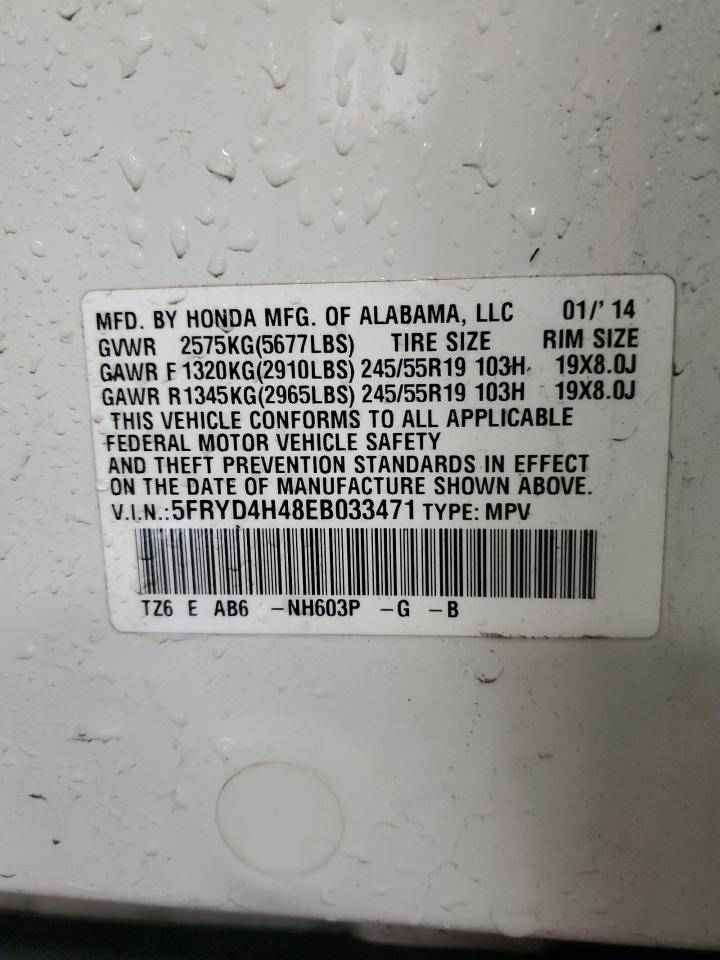 MFD. BY HONDA MFG. OF ALABAMA, LLC 01/' 14
GVWR 2575KG(5677LBS) TIRE SIZE RIM SIZE
GAWR F 1320KG(2910LBS) 245/55R19 103H 19X8.0J
GAWR R1345KG(2965LBS) 245/55R19 103H 19X8.0J
THIS VEHICLE CONFORMS TO ALL APPLICABLE
FEDERAL MOTOR VEHICLE SAFETY
AND THEFT PREVENTION STANDARDS IN EFFECT
ON THE DATE OF MANUFACTURE SHOWN ABOVE.
V.I.N.:5FRYD4H48EB033471 TYPE: MPV
TZ6 E AB6 -NH603P -G -B